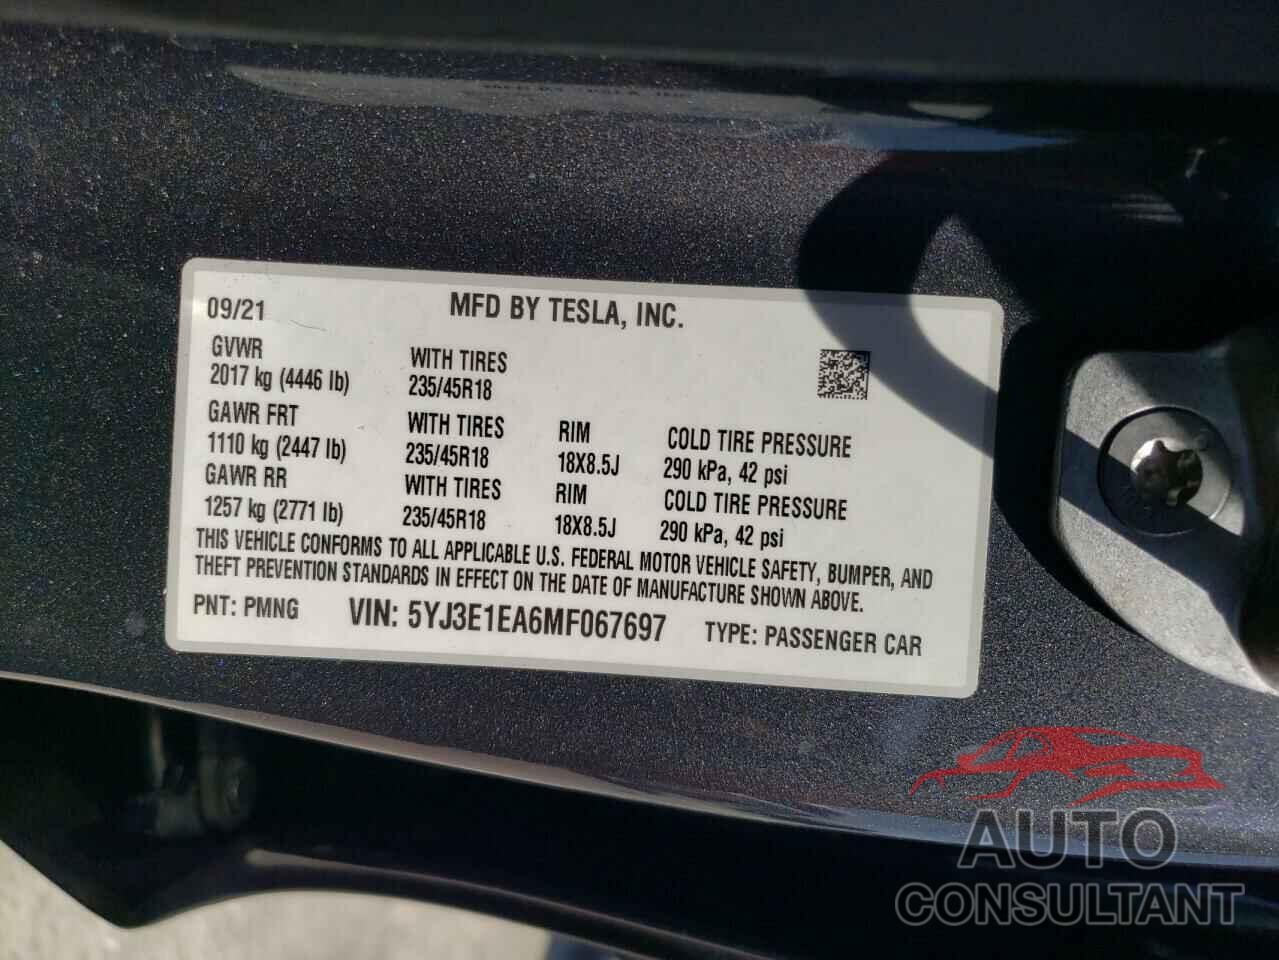 09/21 MFD BY TESLA, INC.
GVWR WITH TIRES
2017 kg (4446 lb) 235/45R18
GAWR FRT WITH TIRES RIM COLD TIRE PRESSURE
1110 kg (2447 lb) 235/45R18 18X8.5J 290 kPa, 42 psi
GAWR RR WITH TIRES RIM COLD TIRE PRESSURE
1257 kg (2771 lb) 235/45R18 18X8.5J 290 kPa, 42 psi
THIS VEHICLE CONFORMS TO ALL APPLICABLE U.S. FEDERAL MOTOR VEHICLE SAFETY, BUMPER, AND
THEFT PREVENTION STANDARDS IN EFFECT ON THE DATE OF MANUFACTURE SHOWN ABOVE.
PNT: PMNG VIN: 5YJ3E1EA6MF067697 TYPE: PASSENGER CAR
AUTO
CONSULTANT